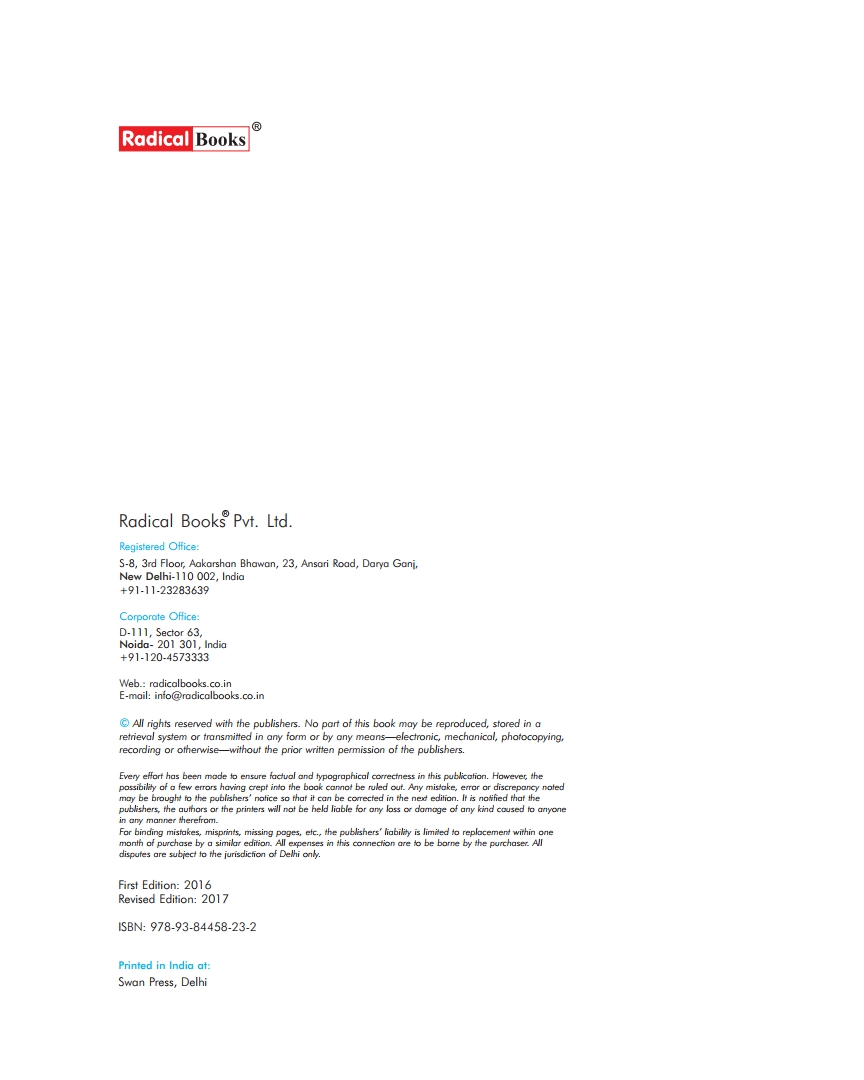 Radical Books®
Radical Books® Pvt. Ltd.
Registered Office:
S-8, 3rd Floor, Aakarshan Bhawan, 23, Ansari Road, Darya Ganj,
New Delhi-110 002, India
+91-11-23283639
Corporate Office:
D-111, Sector 63,
Noida- 201 301, India
+91-120-4573333
Web.: radicalbooks.co.in
E-mail: info@radicalbooks.co.in
© All rights reserved with the publishers. No part of this book may be reproduced, stored in a
retrieval system or transmitted in any form or by any means—electronic, mechanical, photocopying,
recording or otherwise—without the prior written permission of the publishers.
Every effort has been made to ensure factual and typographical correctness in this publication. However, the
possibility of a few errors having crept into the book cannot be ruled out. Any mistake, error or discrepancy noted
may be brought to the publishers' notice so that it can be corrected in the next edition. It is notified that the
publishers, the authors or the printers will not be held liable for any loss or damage of any kind caused to anyone
in any manner therefrom.
For binding mistakes, misprints, missing pages, etc., the publishers' liability is limited to replacement within one
month of purchase by a similar edition. All expenses in this connection are to be borne by the purchaser. All
disputes are subject to the jurisdiction of Delhi only.
First Edition: 2016
Revised Edition: 2017
ISBN: 978-93-84458-23-2
Printed in India at:
Swan Press, Delhi